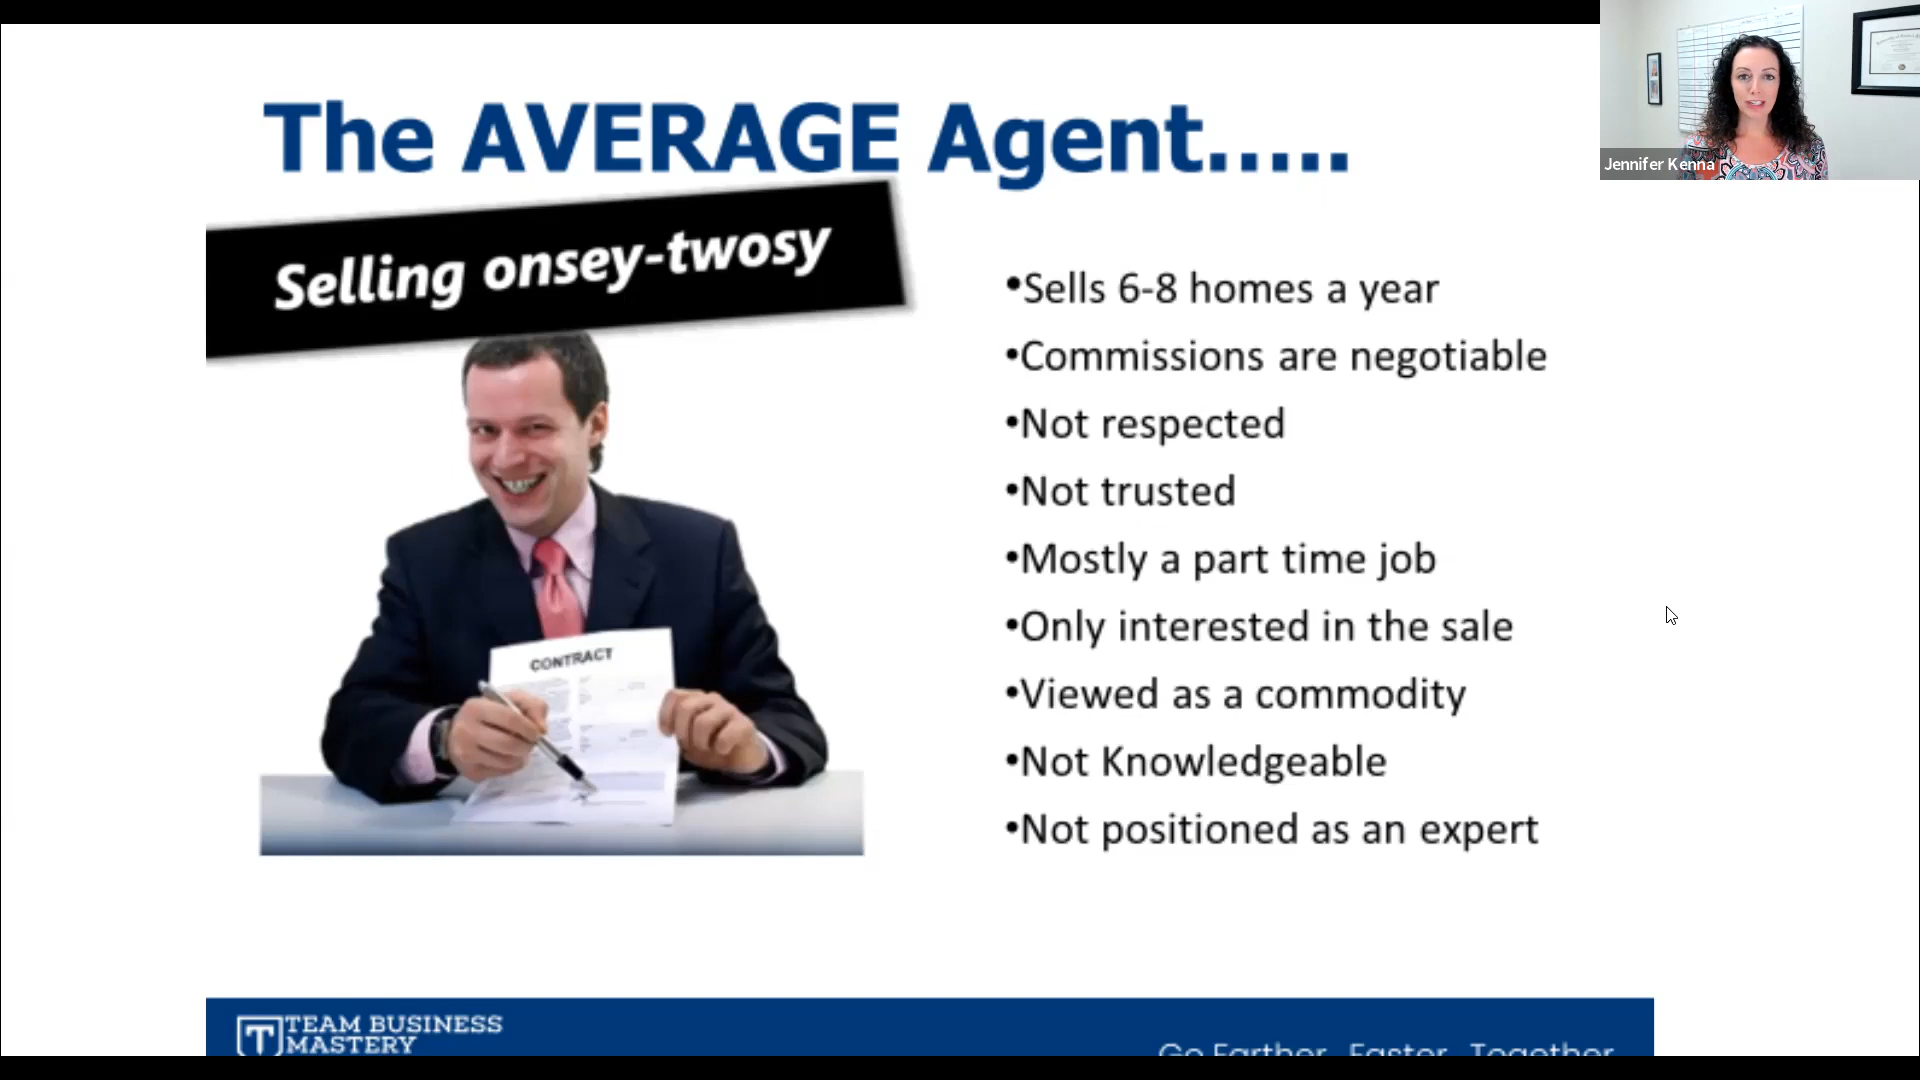 The AVERAGE Agent.....
Jennifer Kenna
Selling onsey-twosy
•Sells 6-8 homes a year
•Commissions are negotiable
•Not respected
•Not trusted
•Mostly a part time job
•Only interested in the sale
•Viewed as a commodity
•Not Knowledgeable
•Not positioned as an expert
CONTRACT
T TEAM BUSINESS
MASTERY
Go Farther. Faster. Together.